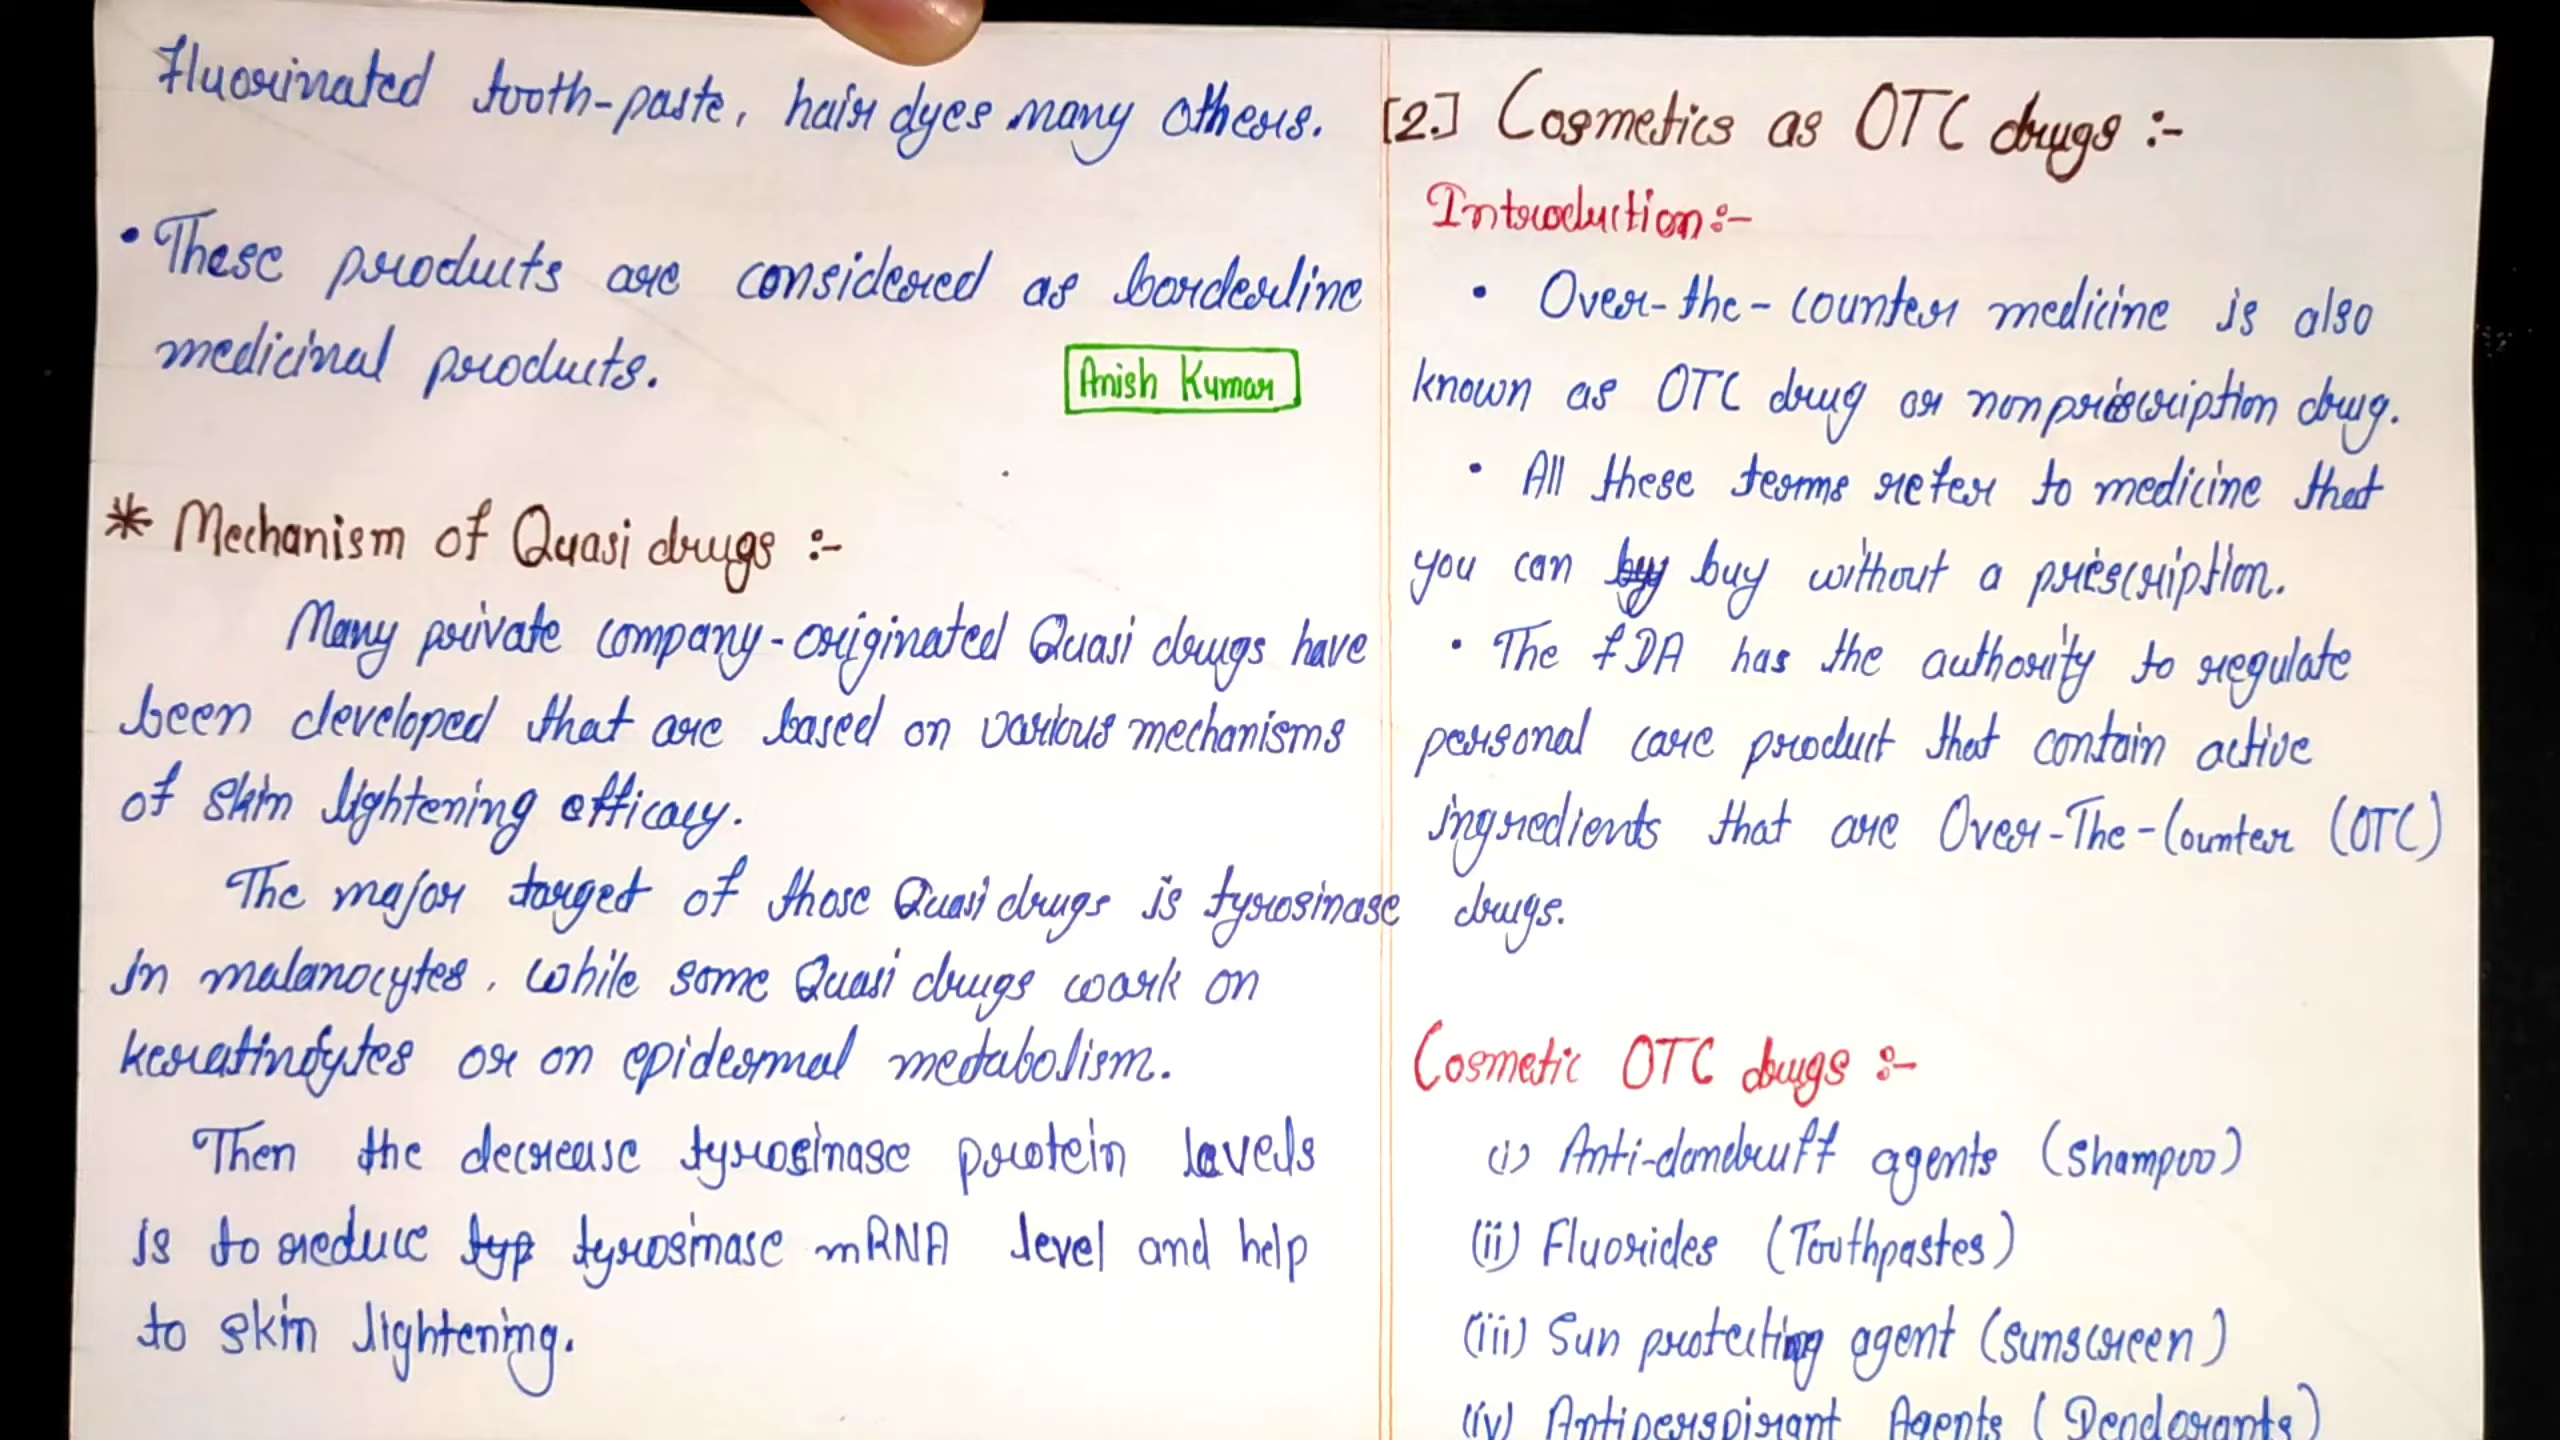 Fluorinated tooth-paste, hair dyes many others.
• These products are considered as borderline
medicinal products.
Anish Kumar
* Mechanism of Quasi drugs :-
Many private company-originated Quasi drugs have
been developed that are based on various mechanisms
of skin lightening efficacy.
The major target of those Quasi drugs is tyrosinase
in malanocytes, while some Quasi drugs work on
keratinofytes or on epidermal metabolism.
Then the decrease tyrosinase protein levels
is to reduce typ tyrosinase mRNA level and help
to skin lightening.
[2.] Cosmetics as OTC drugs :-
Introduction:-
• Over-the-counter medicine is also
known as OTC drug or nonprescription drug.
• All these terms refer to medicine that
you can by buy without a prescription.
• The FDA has the authority to regulate
personal care product that contain active
ingredients that are Over-The-Counter (OTC)
drugs.
Cosmetic OTC drugs :-
(i) Anti-dandruff agents (Shampoo)
(ii) Fluorides (Toothpastes)
(iii) Sun protecting agent (sunscreen)
(iv) Antiperspirant Agents (Deodorants)